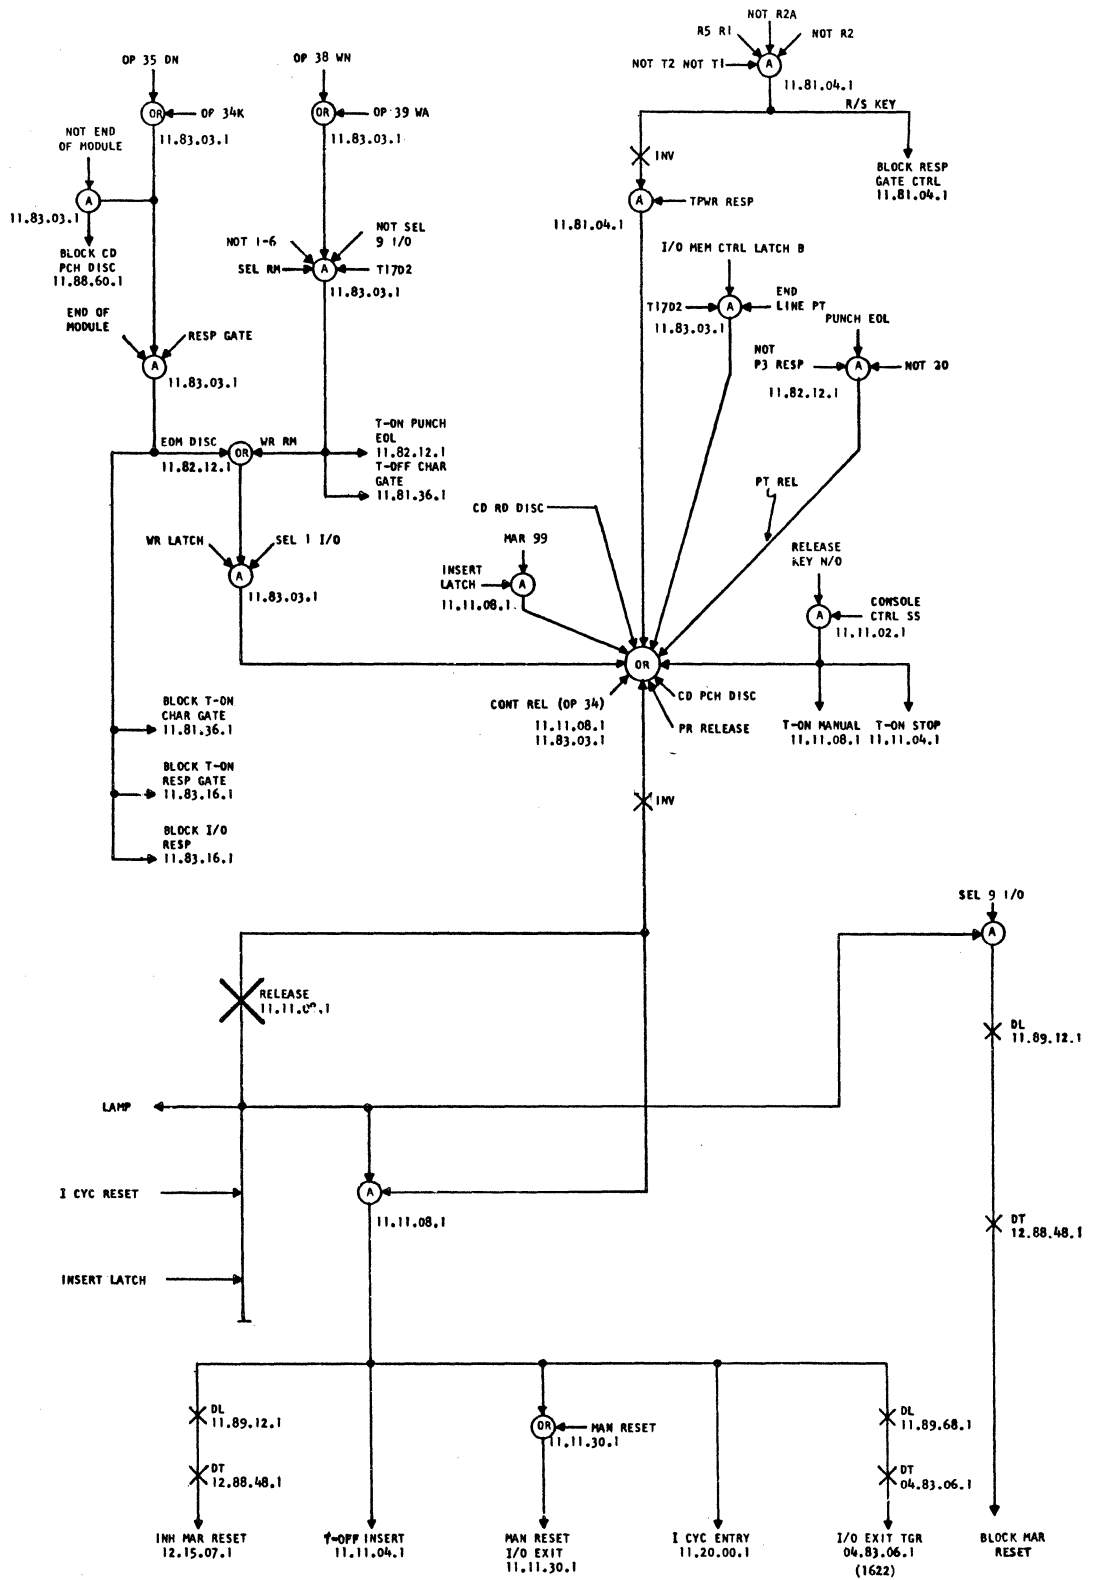 NOT R2A
R5 R1
NOT R2
NOT T2 NOT T1
A
11.81.04.1
R/S KEY
OP 35 DN
OP 38 WN
OR
OP 34K
11.83.03.1
OR
OP 39 WA
11.83.03.1
NOT END
OF MODULE
A
11.83.03.1
BLOCK CD
PCH DISC
11.88.60.1
INV
A
TPWR RESP
11.81.04.1
BLOCK RESP
GATE CTRL
11.81.04.1
NOT 1-6
NOT SEL
9 I/O
SEL RM
A
T17D2
11.83.03.1
I/O MEM CTRL LATCH B
T17D2
A
END
LINE PT
11.83.03.1
PUNCH EOL
END OF
MODULE
RESP GATE
A
11.83.03.1
NOT
P3 RESP
A
NOT 20
11.82.12.1
EOM DISC
OR
WR RM
11.82.12.1
T-ON PUNCH
EOL
11.82.12.1
T-OFF CHAR
GATE
11.81.36.1
PT REL
CD RD DISC
WR LATCH
SEL 1 I/O
A
11.83.03.1
MAR 99
INSERT
LATCH
A
11.11.08.1
RELEASE
KEY N/O
A
CONSOLE
CTRL SS
11.11.02.1
OR
CONT REL (OP 34)
11.11.08.1
11.83.03.1
CD PCH DISC
PR RELEASE
T-ON MANUAL
11.11.08.1
T-ON STOP
11.11.04.1
BLOCK T-ON
CHAR GATE
11.81.36.1
BLOCK T-ON
RESP GATE
11.83.16.1
BLOCK I/O
RESP
11.83.16.1
INV
SEL 9 I/O
A
RELEASE
DL
11.89.12.1
LAMP
I CYC RESET
A
11.11.08.1
DT
12.88.48.1
INSERT LATCH
DL
11.89.12.1
DT
12.88.48.1
OR
MAN RESET
11.11.30.1
DL
11.89.68.1
DT
04.83.06.1
INH MAR RESET
12.15.07.1
T-OFF INSERT
11.11.04.1
MAN RESET
I/O EXIT
11.11.30.1
I CYC ENTRY
11.20.00.1
I/O EXIT TGR
04.83.06.1
(1622)
BLOCK MAR
RESET